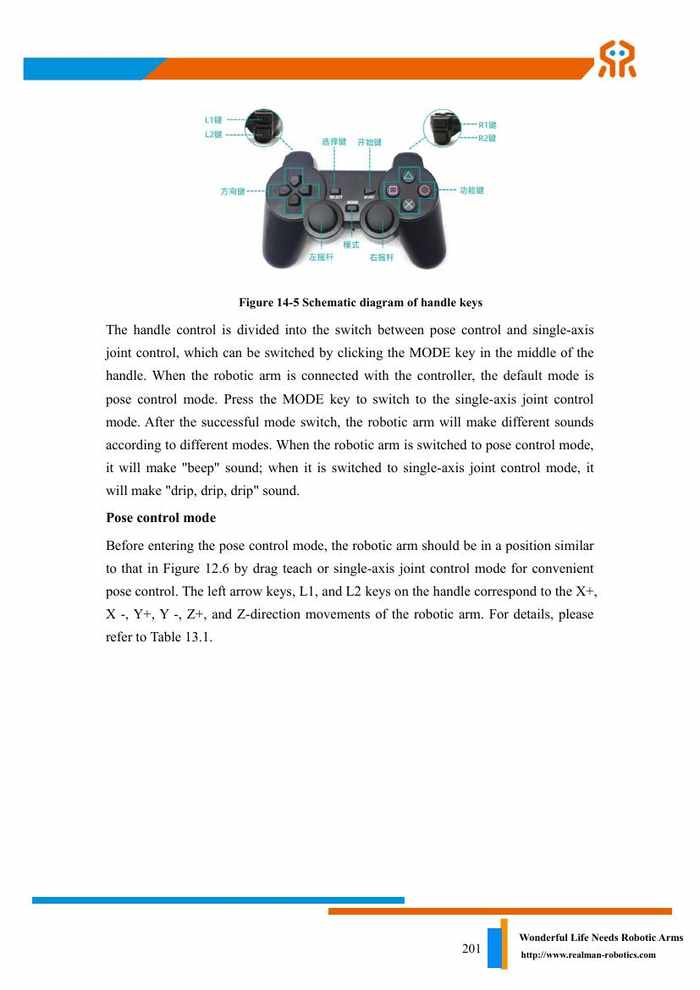 L1键
L2键
R1键
R2键
选择键 开始键
方向键
功能键
SELECT
START
MODE
模式
左摇杆
右摇杆
Figure 14-5 Schematic diagram of handle keys
The handle control is divided into the switch between pose control and single-axis
joint control, which can be switched by clicking the MODE key in the middle of the
handle. When the robotic arm is connected with the controller, the default mode is
pose control mode. Press the MODE key to switch to the single-axis joint control
mode. After the successful mode switch, the robotic arm will make different sounds
according to different modes. When the robotic arm is switched to pose control mode,
it will make "beep" sound; when it is switched to single-axis joint control mode, it
will make "drip, drip, drip" sound.
Pose control mode
Before entering the pose control mode, the robotic arm should be in a position similar
to that in Figure 12.6 by drag teach or single-axis joint control mode for convenient
pose control. The left arrow keys, L1, and L2 keys on the handle correspond to the X+,
X -, Y+, Y -, Z+, and Z-direction movements of the robotic arm. For details, please
refer to Table 13.1.
201
Wonderful Life Needs Robotic Arms
http://www.realman-robotics.com